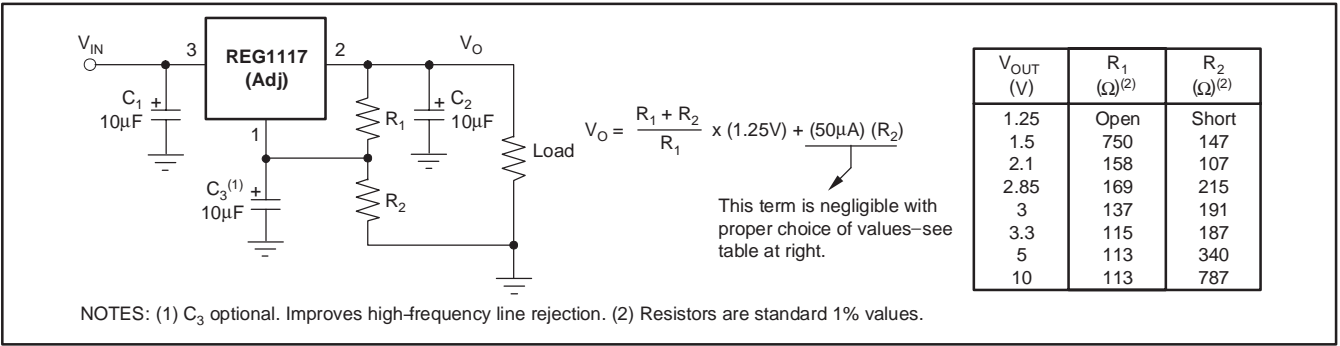 V_IN
3
REG1117
(Adj)
2
V_O
1
C_1
+
10μF
R_1
+
C_2
10μF
Load
C_3^(1)
+
10μF
R_2
V_O = (R_1 + R_2) / R_1 x (1.25V) + (50μA) (R_2)
This term is negligible with
proper choice of values−see
table at right.
V_OUT (V) R_1 (Ω)^(2) R_2 (Ω)^(2)
1.25 Open Short
1.5 750 147
2.1 158 107
2.85 169 215
3 137 191
3.3 115 187
5 113 340
10 113 787
NOTES: (1) C_3 optional. Improves high−frequency line rejection. (2) Resistors are standard 1% values.